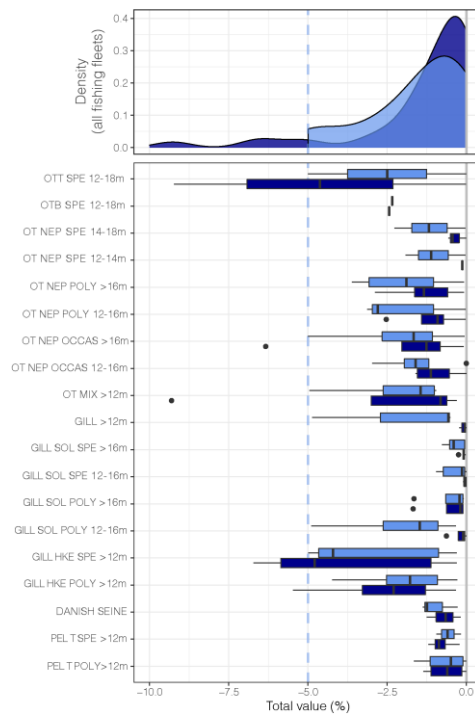 Density
(all fishing fleets)
0.4
0.3
0.2
0.1
0.0
OTT SPE 12-18m
OTB SPE 12-18m
OT NEP SPE 14-18m
OT NEP SPE 12-14m
OT NEP POLY >16m
OT NEP POLY 12-16m
OT NEP OCCAS > 16m
OT NEP OCCAS 12-16m
OT MIX >12m
GILL >12m
GILL SOL SPE > 16m
GILL SOL SPE 12-16m
GILL SOL POLY > 16m
GILL SOL POLY 12-16m
GILL HKE SPE > 12m
GILL HKE POLY > 12m
DANISH SEINE
PEL T SPE >12m
PEL T POLY>12m
-10.0 -7.5 -5.0 -2.5 0.0
Total value (%)